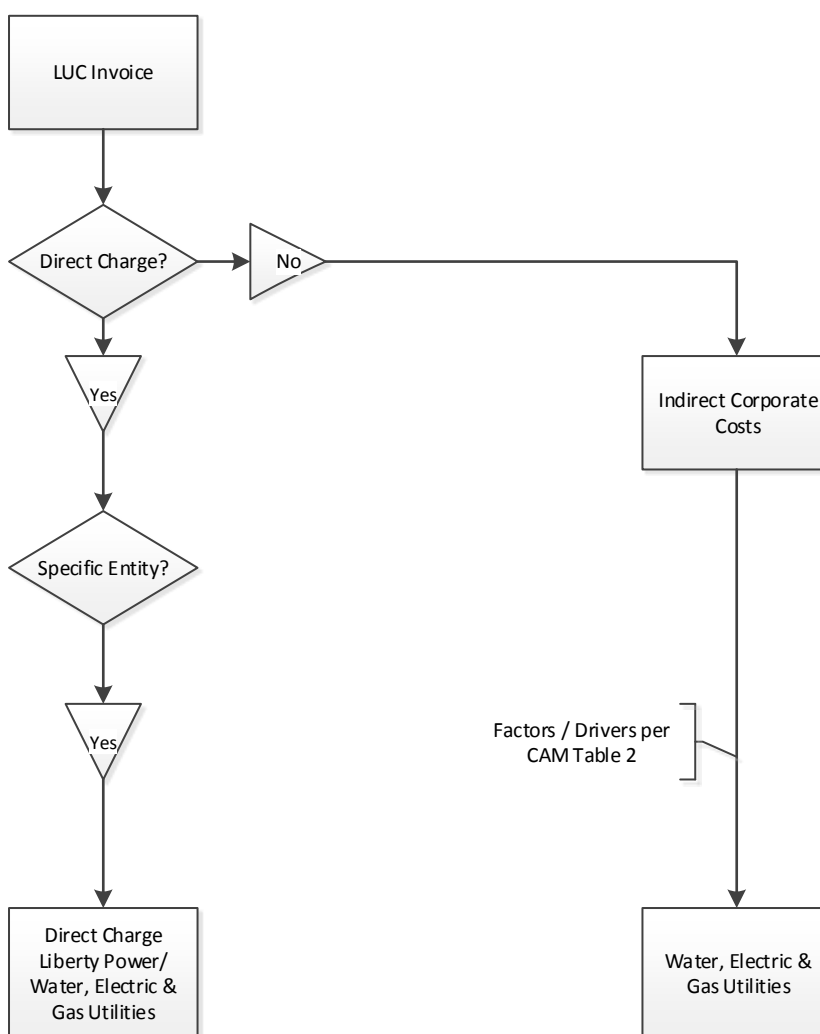 LUC Invoice
Direct Charge?
No
Yes
Indirect Corporate
Costs
Specific Entity?
Yes
Factors / Drivers per
CAM Table 2
Direct Charge
Liberty Power/
Water, Electric &
Gas Utilities
Water, Electric &
Gas Utilities